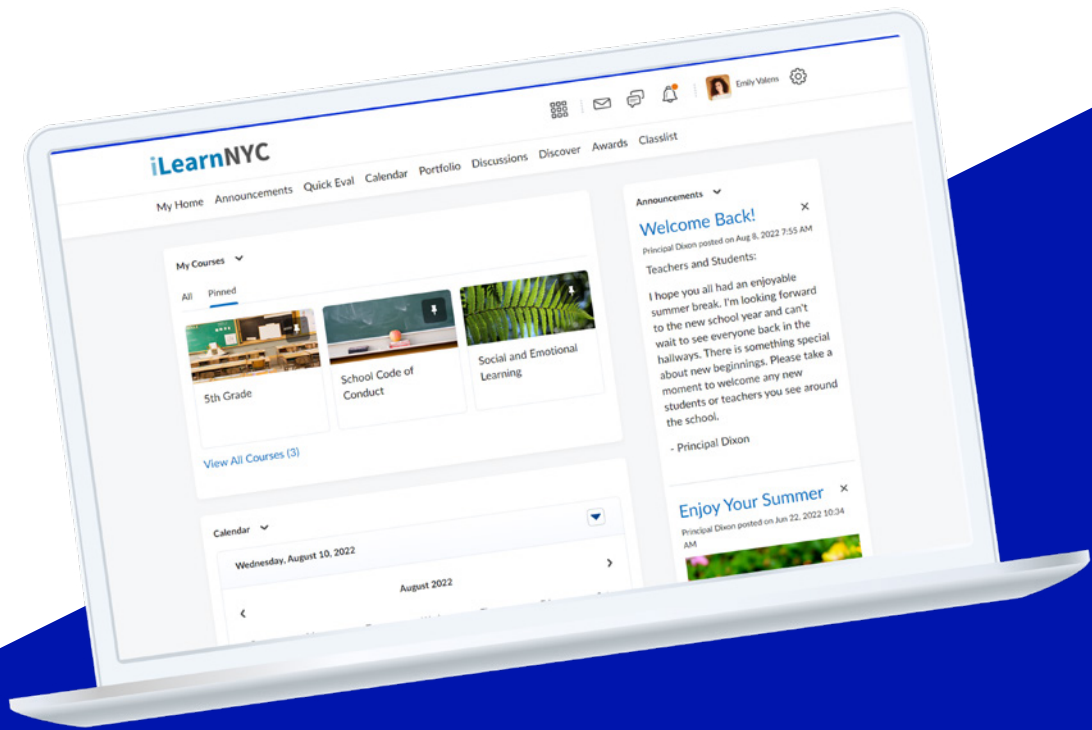 iLearnNYC
Emily Valens
My Home Announcements Quick Eval Calendar Portfolio Discussions Discover Awards Classlist
My Courses
All Pinned
5th Grade
School Code of
Conduct
Social and Emotional
Learning
View All Courses (3)
Calendar
Wednesday, August 10, 2022
August 2022
Announcements
Welcome Back!
Principal Dixon posted on Aug 8, 2022 7:55 AM
Teachers and Students:
I hope you all had an enjoyable
summer break. I'm looking forward
to the new school year and can't
wait to see everyone back in the
hallways. There is something special
about new beginnings. Please take a
moment to welcome any new
students or teachers you see around
the school.
- Principal Dixon
Enjoy Your Summer
Principal Dixon posted on Jun 22, 2022 10:34
AM